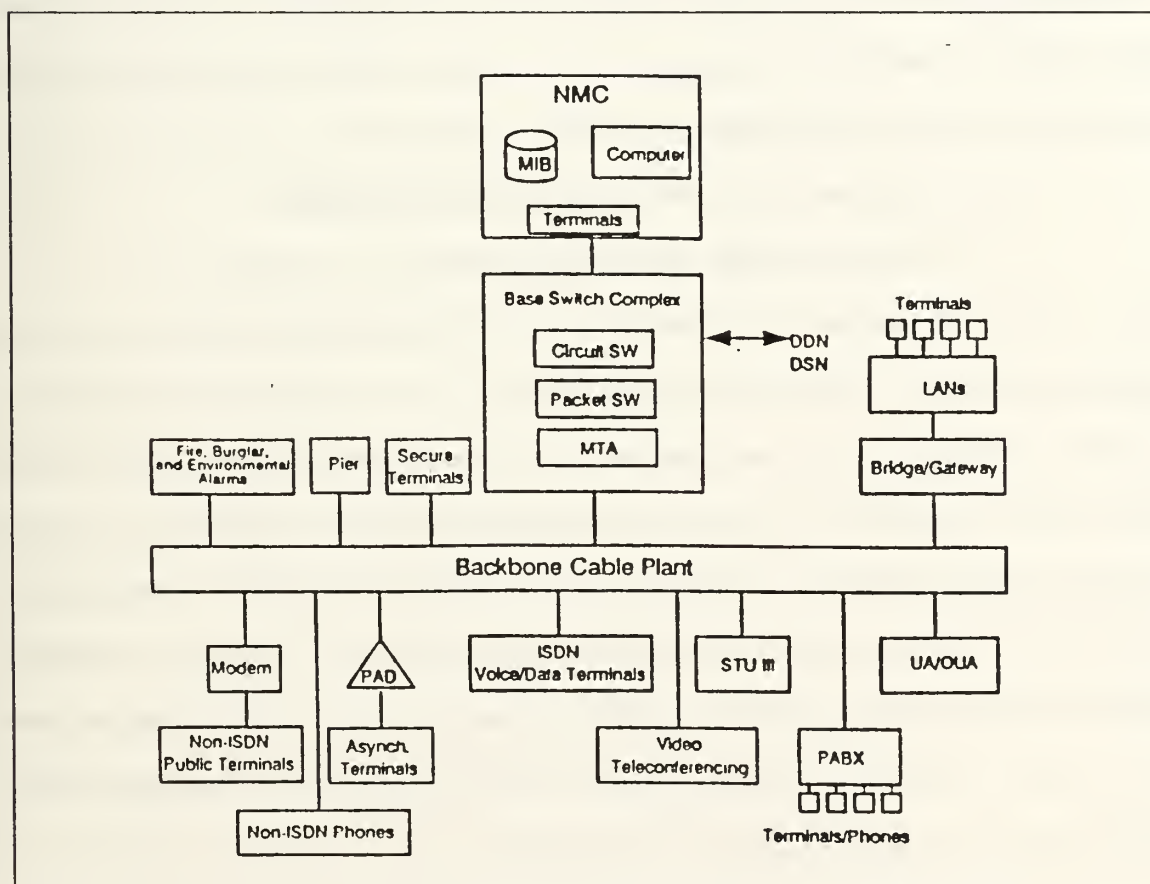 NMC
MIB
Computer
Terminals
Base Switch Complex
Circuit SW
Packet SW
MTA
DDN
DSN
Terminals
LANs
Bridge/Gateway
Fire, Burglar,
and Environmental
Alarms
Pier
Secure
Terminals
Backbone Cable Plant
Modem
PAD
ISDN
Voice/Data Terminals
STU III
UA/OUA
Non-ISDN
Public Terminals
Asynch.
Terminals
Video
Teleconferencing
PABX
Non-ISDN Phones
Terminals/Phones